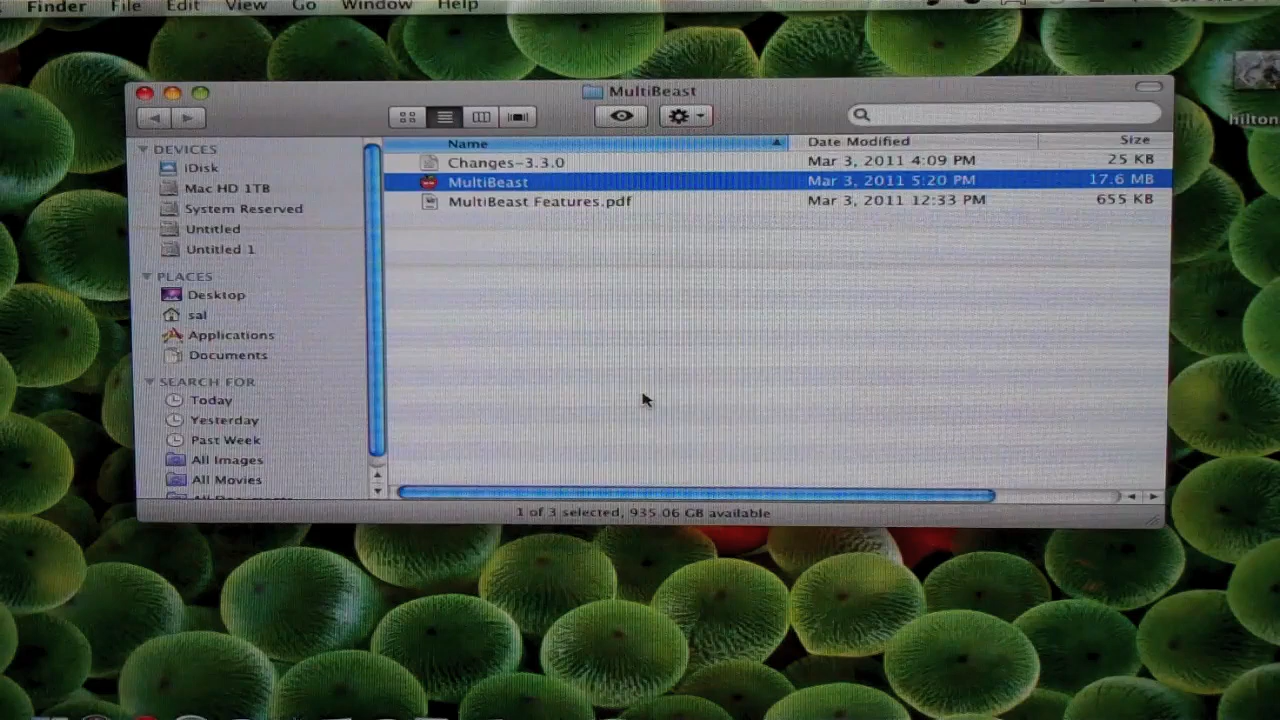 Finder File Edit View Go Window Help
MultiBeast
Name Date Modified Size
Changes-3.3.0 Mar 3, 2011 4:09 PM 25 KB
MultiBeast Mar 3, 2011 5:20 PM 17.6 MB
MultiBeast Features.pdf Mar 3, 2011 12:33 PM 655 KB
DEVICES
iDisk
Mac HD 1TB
System Reserved
Untitled
Untitled 1
PLACES
Desktop
sal
Applications
Documents
SEARCH FOR
Today
Yesterday
Past Week
All Images
All Movies
1 of 3 selected, 935.06 GB available
hilton